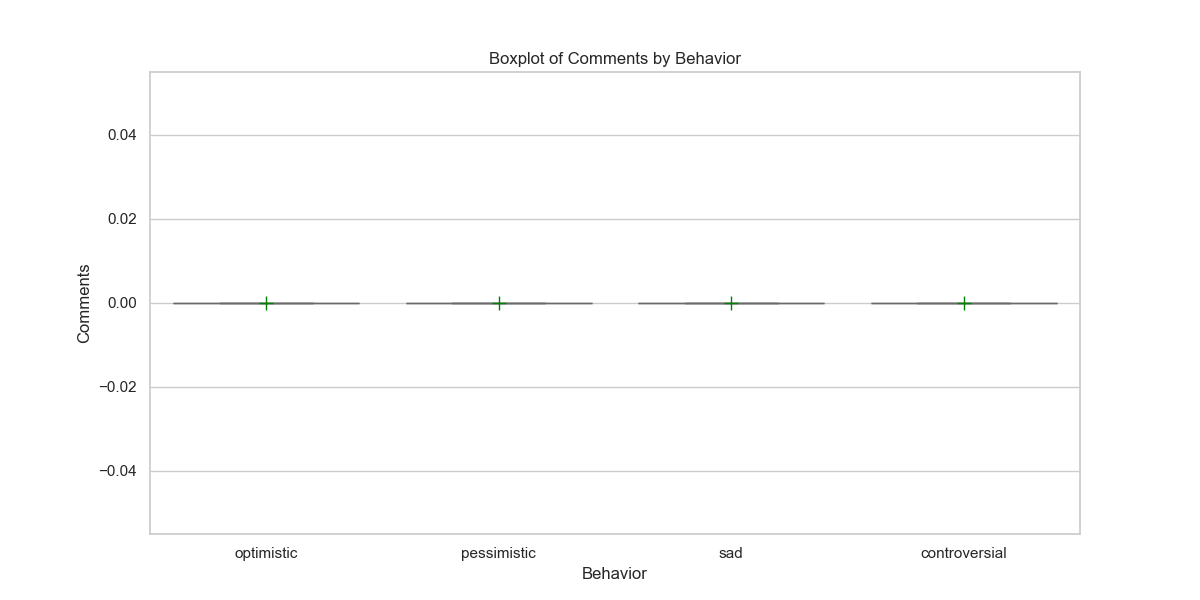 Boxplot of Comments by Behavior
0.04
0.02
0.00
−0.02
−0.04
Comments
optimistic pessimistic sad controversial
Behavior